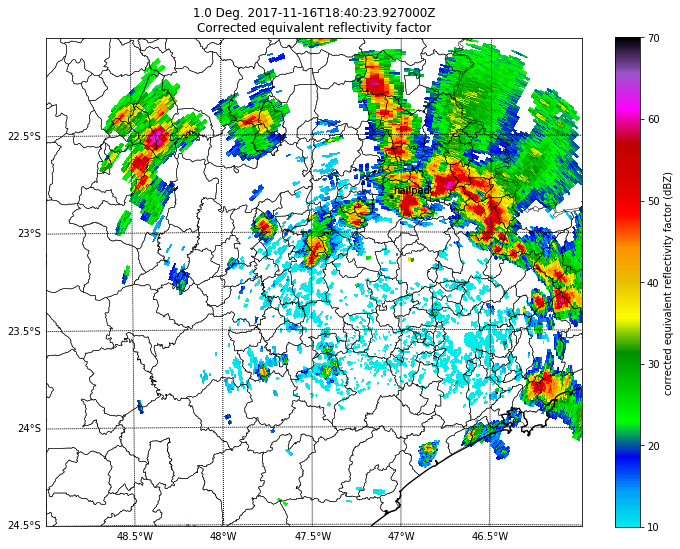 1.0 Deg. 2017-11-16T18:40:23.927000Z
Corrected equivalent reflectivity factor
22.5°S
23°S
23.5°S
24°S
24.5°S
48.5°W
48°W
47.5°W
47°W
46.5°W
hailpad
70
60
50
40
30
20
10
corrected equivalent reflectivity factor (dBZ)